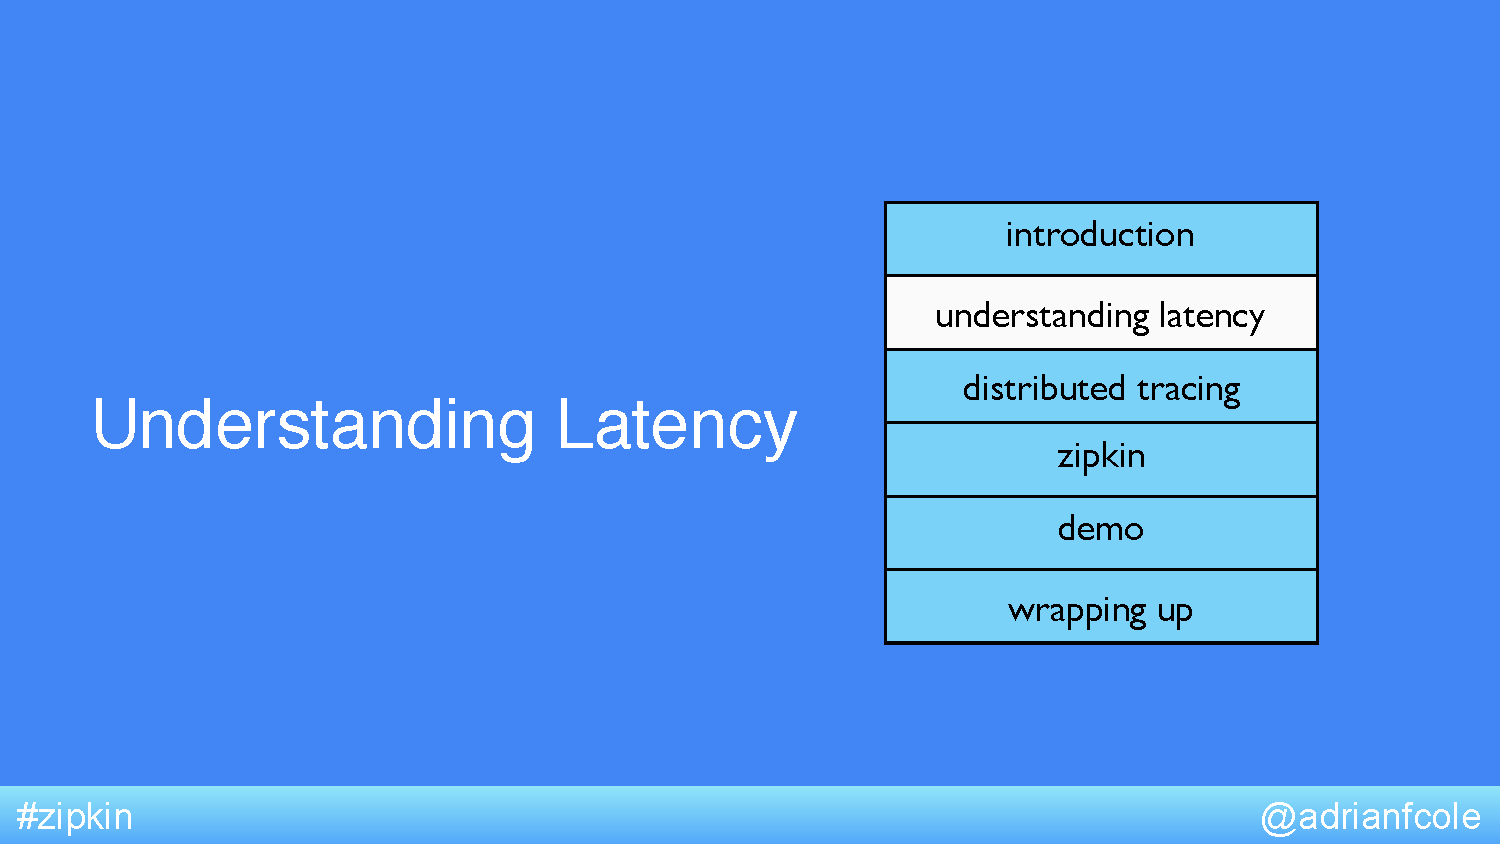 Understanding Latency
introduction
understanding latency
distributed tracing
zipkin
demo
wrapping up
#zipkin
@adrianfcole